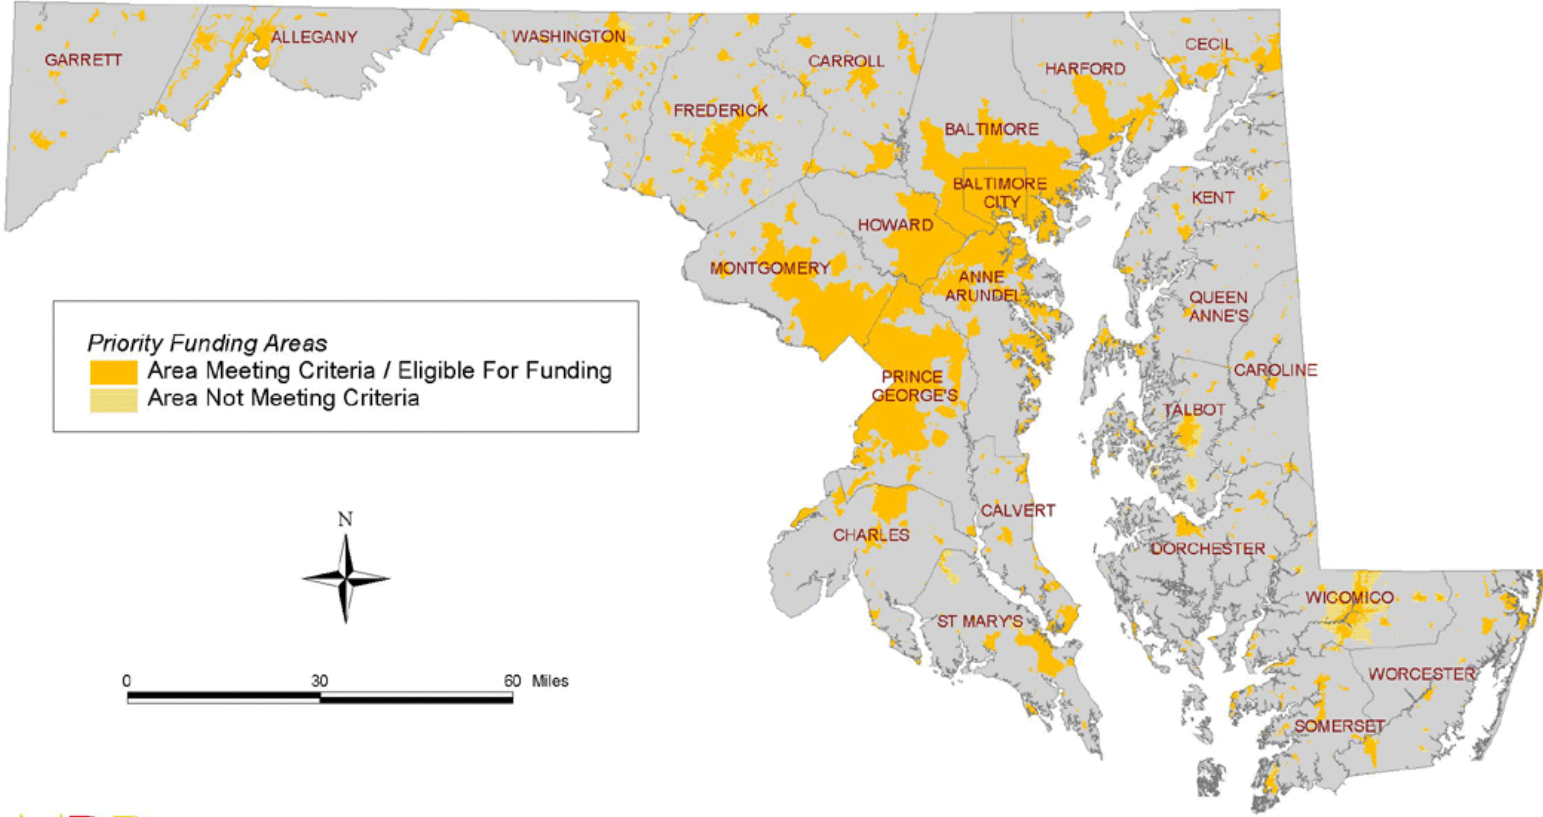 GARRETT
ALLEGANY
WASHINGTON
CARROLL
HARFORD
CECIL
FREDERICK
BALTIMORE
BALTIMORE
CITY
KENT
HOWARD
MONTGOMERY
ANNE
ARUNDEL
QUEEN
ANNE'S
Priority Funding Areas
Area Meeting Criteria / Eligible For Funding
Area Not Meeting Criteria
PRINCE
GEORGE'S
CAROLINE
TALBOT
N
CALVERT
CHARLES
DORCHESTER
ST MARY'S
WICOMICO
WORCESTER
SOMERSET
0 30 60 Miles